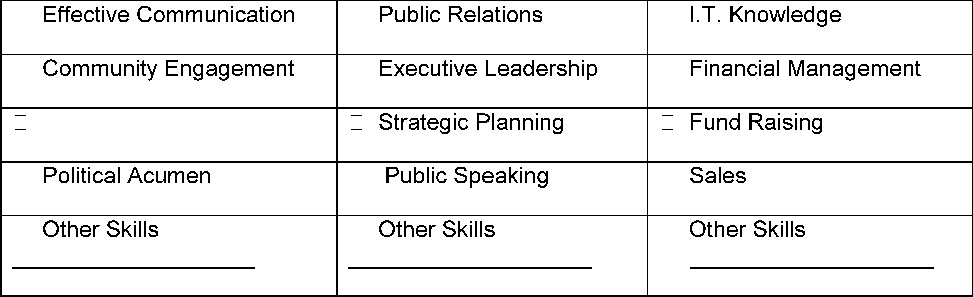 Effective Communication Public Relations I.T. Knowledge
Community Engagement Executive Leadership Financial Management
Strategic Planning Fund Raising
Political Acumen Public Speaking Sales
Other Skills Other Skills Other Skills